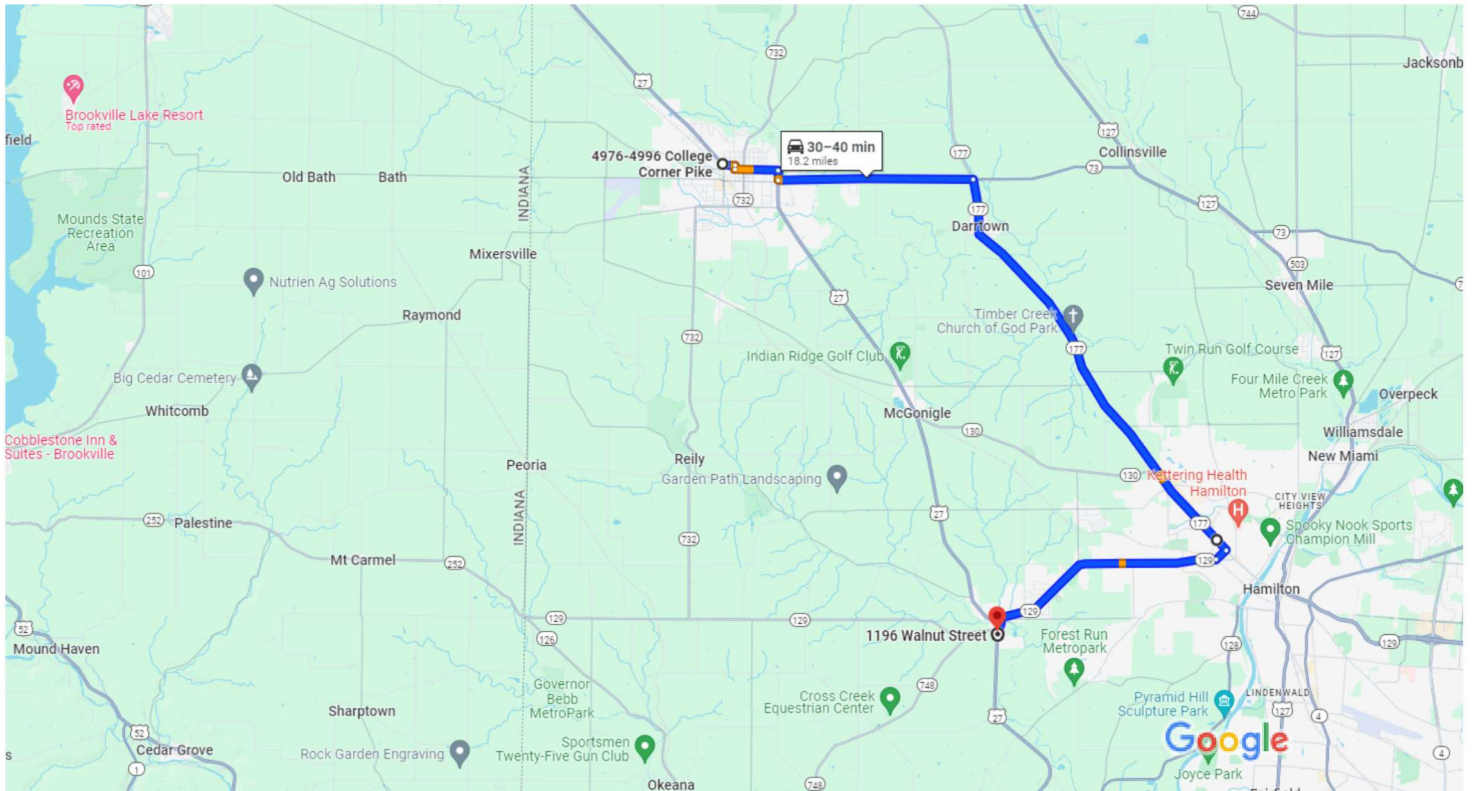 744
732
27
Jacksonb
Brookville Lake Resort
Top rated
127
field
4976-4996 College
Corner Pike
30–40 min
18.2 miles
177
Collinsville
73
Old Bath
Bath
INDIANA
732
127
177
Mounds State
Recreation
Area
Darrtown
73
Mixersville
503
101
Nutrien Ag Solutions
Seven Mile
7
27
Raymond
Timber Creek
Church of God Park
732
177
Twin Run Golf Course
127
Indian Ridge Golf Club
Big Cedar Cemetery
Four Mile Creek
Metro Park
Overpeck
Whitcomb
McGonigle
130
Williamsdale
Cobblestone Inn &
Suites - Brookville
New Miami
Peoria
Reily
130
Kettering Health
Hamilton
Garden Path Landscaping
INDIANA
CITY VIEW
HEIGHTS
H
252
Palestine
27
177
Spooky Nook Sports
Champion Mill
732
Mt Carmel
252
129
Hamilton
129
129
129
52
126
1196 Walnut Street
Forest Run
Metropark
128
129
Mound Haven
748
Governor
Bebb
MetroPark
Cross Creek
Equestrian Center
Pyramid Hill
Sculpture Park
LINDENWALD
127
4
Sharptown
27
52
s
Cedar Grove
Rock Garden Engraving
Sportsmen
Twenty-Five Gun Club
Google
4
1
Joyce Park
Okeana
748